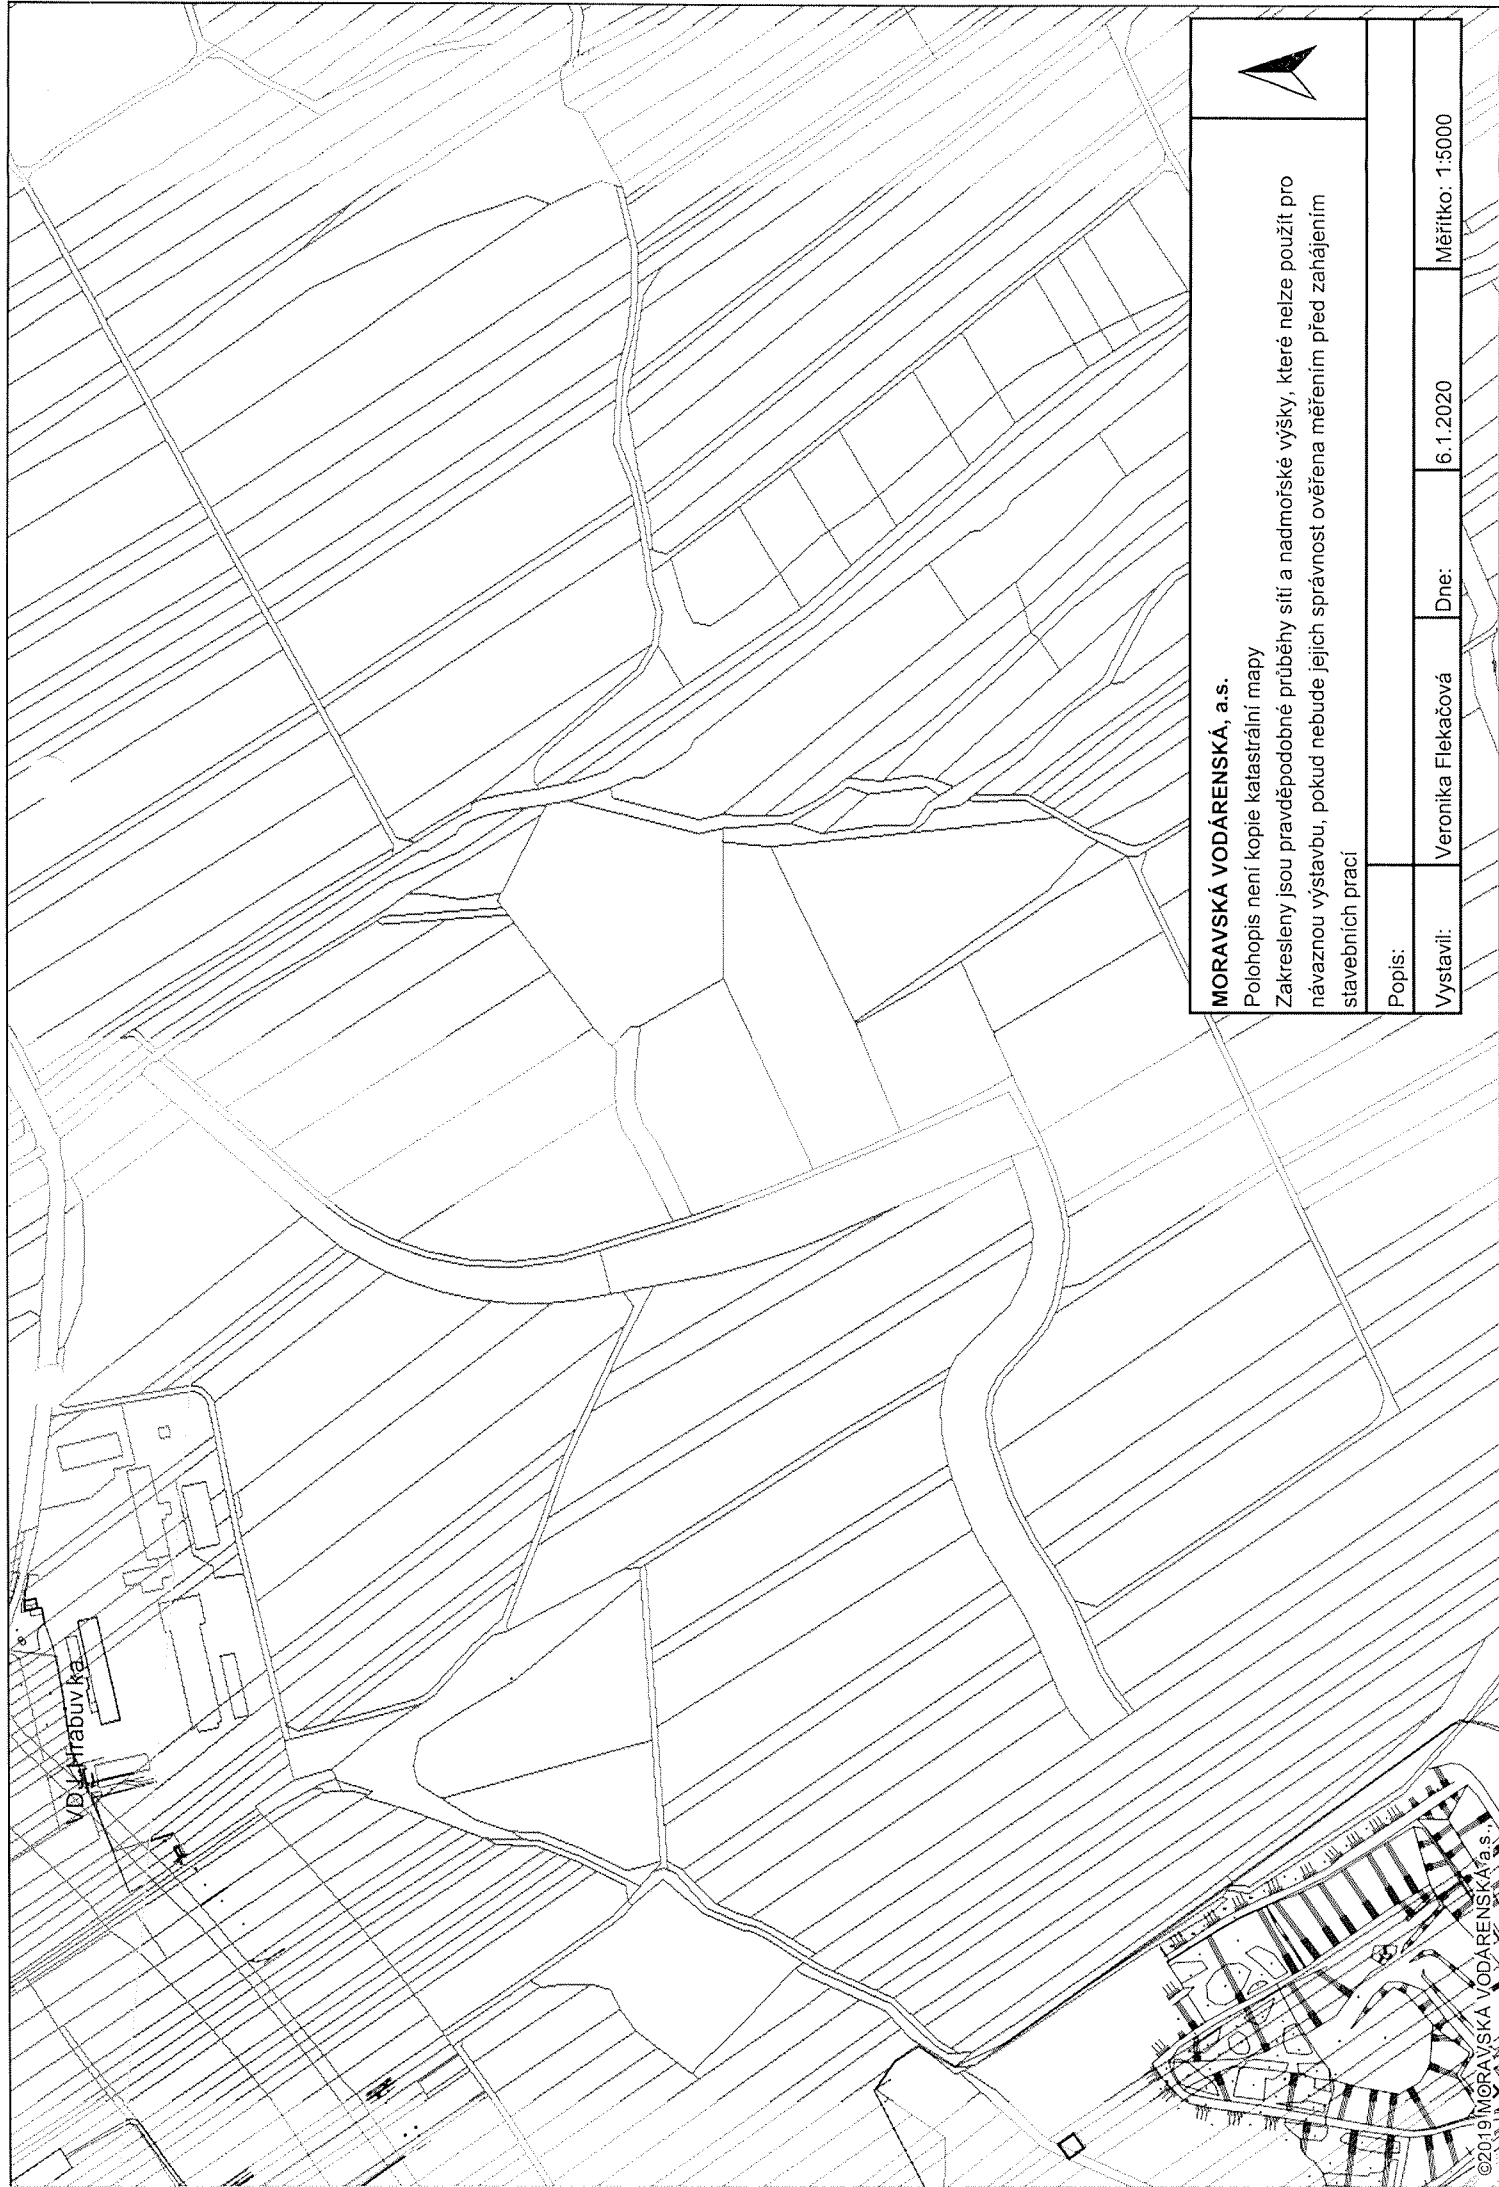 VDJ Hrabůvka
MORAVSKÁ VODÁRENSKÁ, a.s.
Polohopis není kopie katastrální mapy
Zakresleny jsou pravděpodobné průběhy sítí a nadmořské výšky, které nelze použít pro
návaznou výstavbu, pokud nebude jejich správnost ověřena měřením před zahájením
stavebních prací
Popis:
Vystavil: Veronika Flekačová Dne: 6.1.2020 Měřítko: 1:5000
©2019 MORAVSKÁ VODÁRENSKÁ, a.s.,